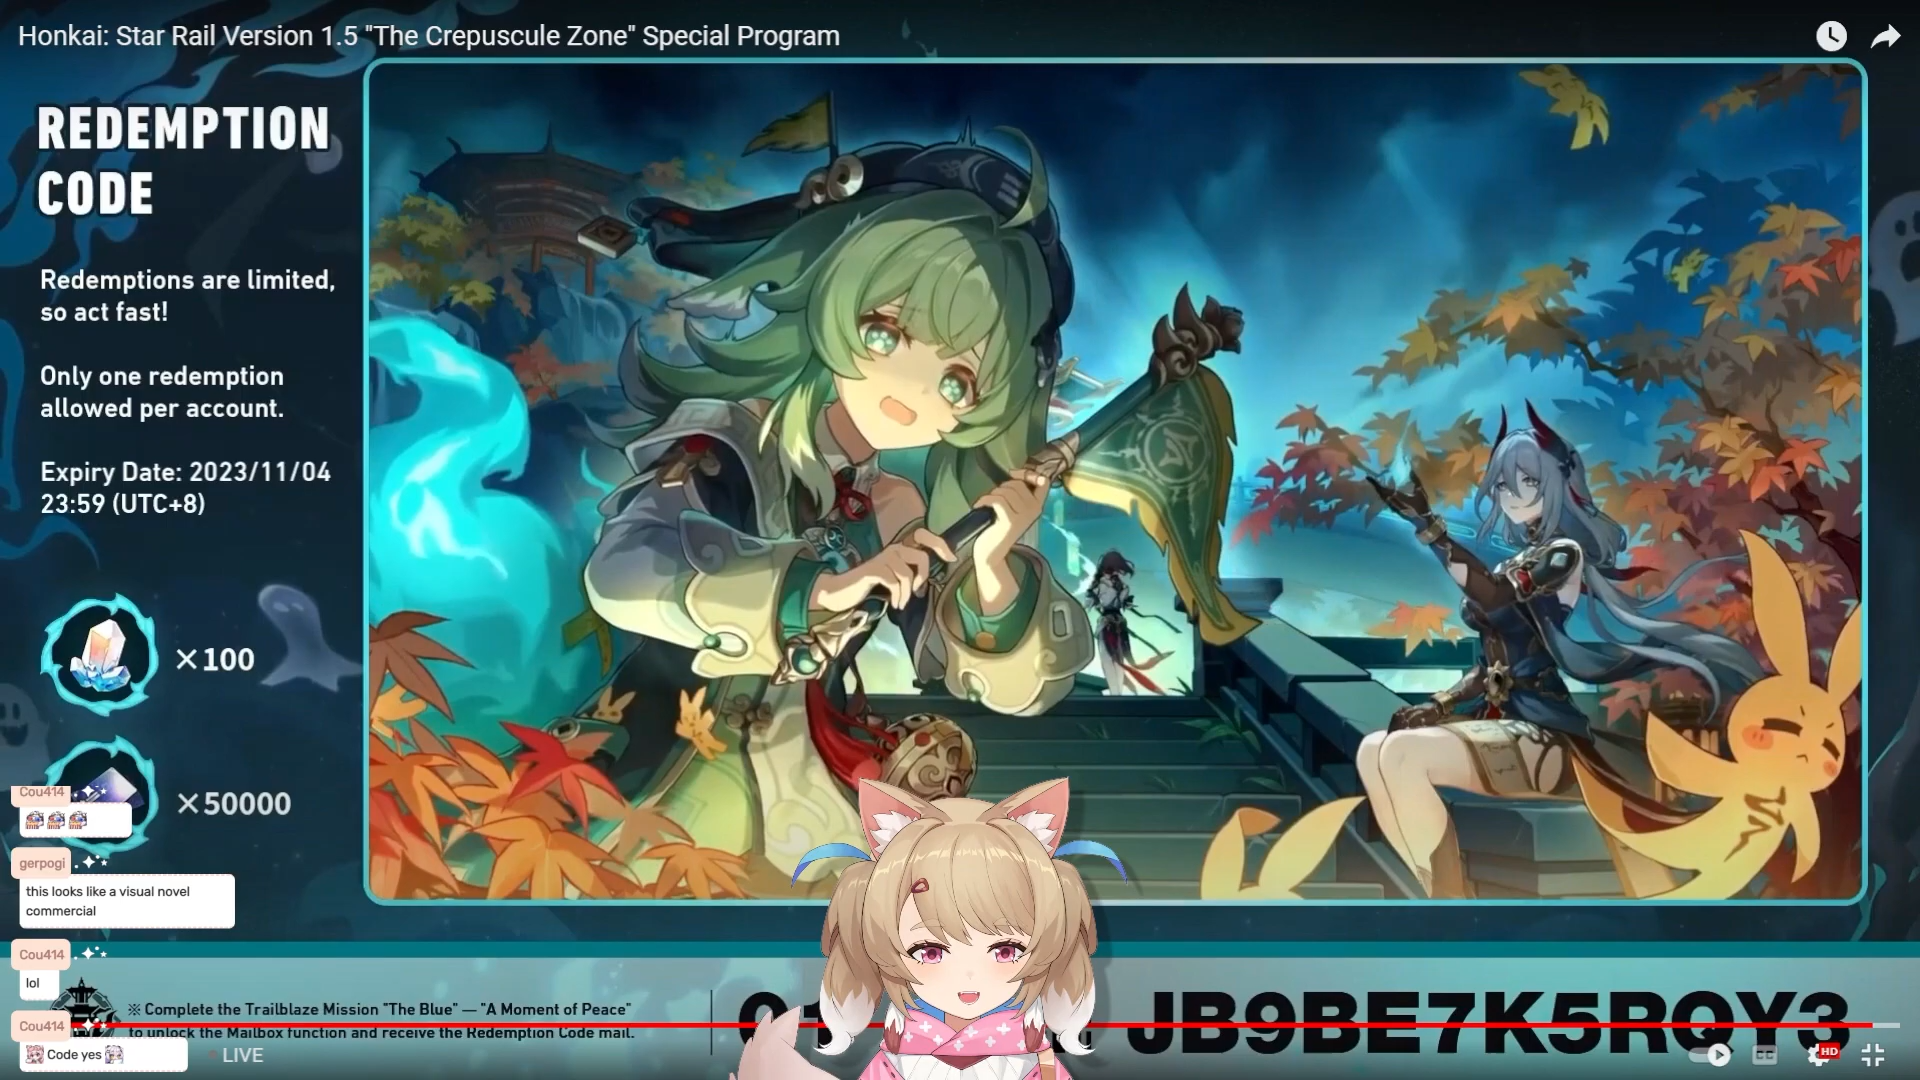 Honkai: Star Rail Version 1.5 "The Crepuscule Zone" Special Program
REDEMPTION
CODE
Redemptions are limited,
so act fast!
Only one redemption
allowed per account.
Expiry Date: 2023/11/04
23:59 (UTC+8)
×100
×50000
Cou414
gerpogi
this looks like a visual novel
commercial
Cou414
lol
※ Complete the Trailblaze Mission "The Blue" — "A Moment of Peace"
to unlock the Mailbox function and receive the Redemption Code mail.
JB9BE7K5RQY3
Cou414
Code yes
LIVE
CC
HD